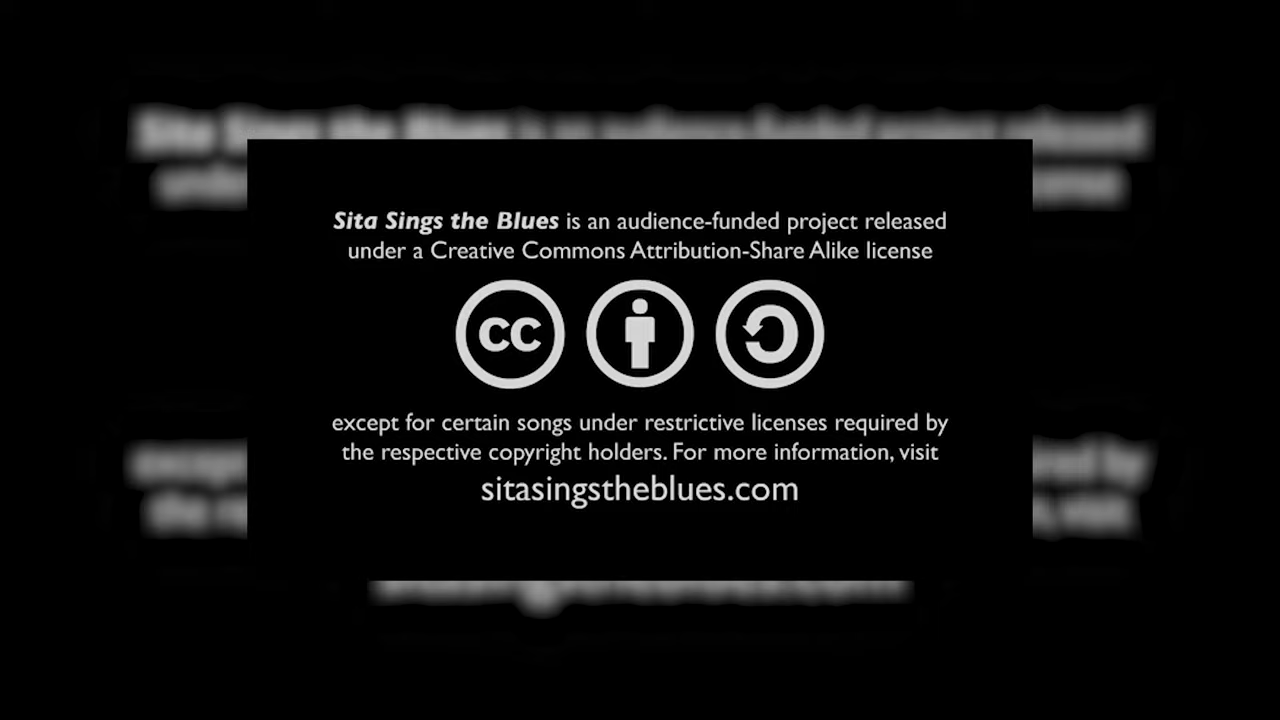 Sita Sings the Blues is an audience-funded project released
under a Creative Commons Attribution-Share Alike license
cc
except for certain songs under restrictive licenses required by
the respective copyright holders. For more information, visit
sitasingstheblues.com